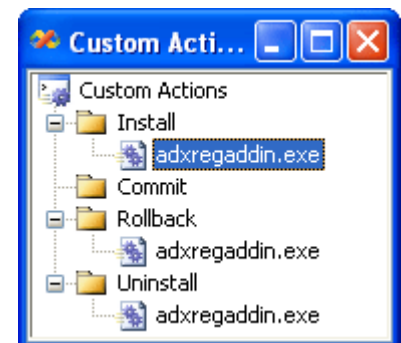 Custom Acti...
Custom Actions
Install
adxregaddin.exe
Commit
Rollback
adxregaddin.exe
Uninstall
adxregaddin.exe